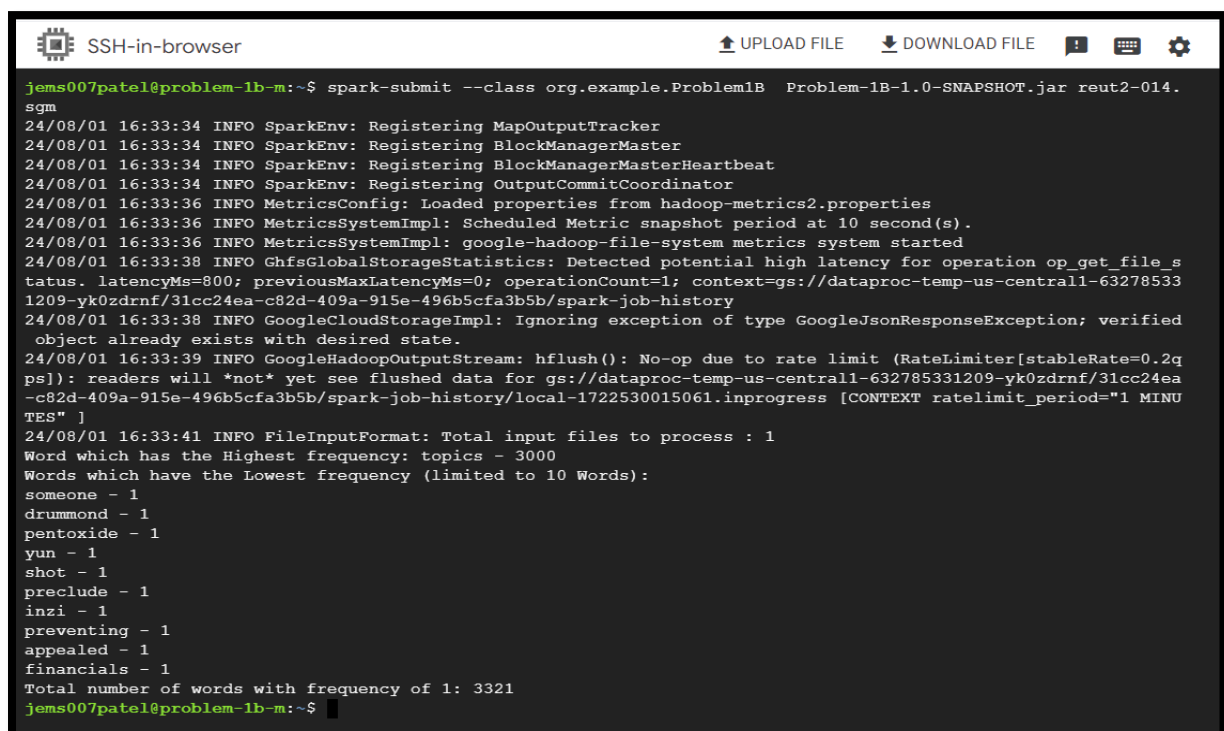 SSH-in-browser UPLOAD FILE DOWNLOAD FILE
jems007patel@problem-1b-m:~$ spark-submit --class org.example.Problem1B  Problem-1B-1.0-SNAPSHOT.jar reut2-014.
sgm
24/08/01 16:33:34 INFO SparkEnv: Registering MapOutputTracker
24/08/01 16:33:34 INFO SparkEnv: Registering BlockManagerMaster
24/08/01 16:33:34 INFO SparkEnv: Registering BlockManagerMasterHeartbeat
24/08/01 16:33:34 INFO SparkEnv: Registering OutputCommitCoordinator
24/08/01 16:33:36 INFO MetricsConfig: Loaded properties from hadoop-metrics2.properties
24/08/01 16:33:36 INFO MetricsSystemImpl: Scheduled Metric snapshot period at 10 second(s).
24/08/01 16:33:36 INFO MetricsSystemImpl: google-hadoop-file-system metrics system started
24/08/01 16:33:38 INFO GhfsGlobalStorageStatistics: Detected potential high latency for operation op_get_file_s
tatus. latencyMs=800; previousMaxLatencyMs=0; operationCount=1; context=gs://dataproc-temp-us-central1-63278533
1209-yk0zdrnf/31cc24ea-c82d-409a-915e-496b5cfa3b5b/spark-job-history
24/08/01 16:33:38 INFO GoogleCloudStorageImpl: Ignoring exception of type GoogleJsonResponseException; verified
 object already exists with desired state.
24/08/01 16:33:39 INFO GoogleHadoopOutputStream: hflush(): No-op due to rate limit (RateLimiter[stableRate=0.2q
ps]): readers will *not* yet see flushed data for gs://dataproc-temp-us-central1-632785331209-yk0zdrnf/31cc24ea
-c82d-409a-915e-496b5cfa3b5b/spark-job-history/local-1722530015061.inprogress [CONTEXT ratelimit_period="1 MINU
TES" ]
24/08/01 16:33:41 INFO FileInputFormat: Total input files to process : 1
Word which has the Highest frequency: topics - 3000
Words which have the Lowest frequency (limited to 10 Words):
someone - 1
drummond - 1
pentoxide - 1
yun - 1
shot - 1
preclude - 1
inzi - 1
preventing - 1
appealed - 1
financials - 1
Total number of words with frequency of 1: 3321
jems007patel@problem-1b-m:~$